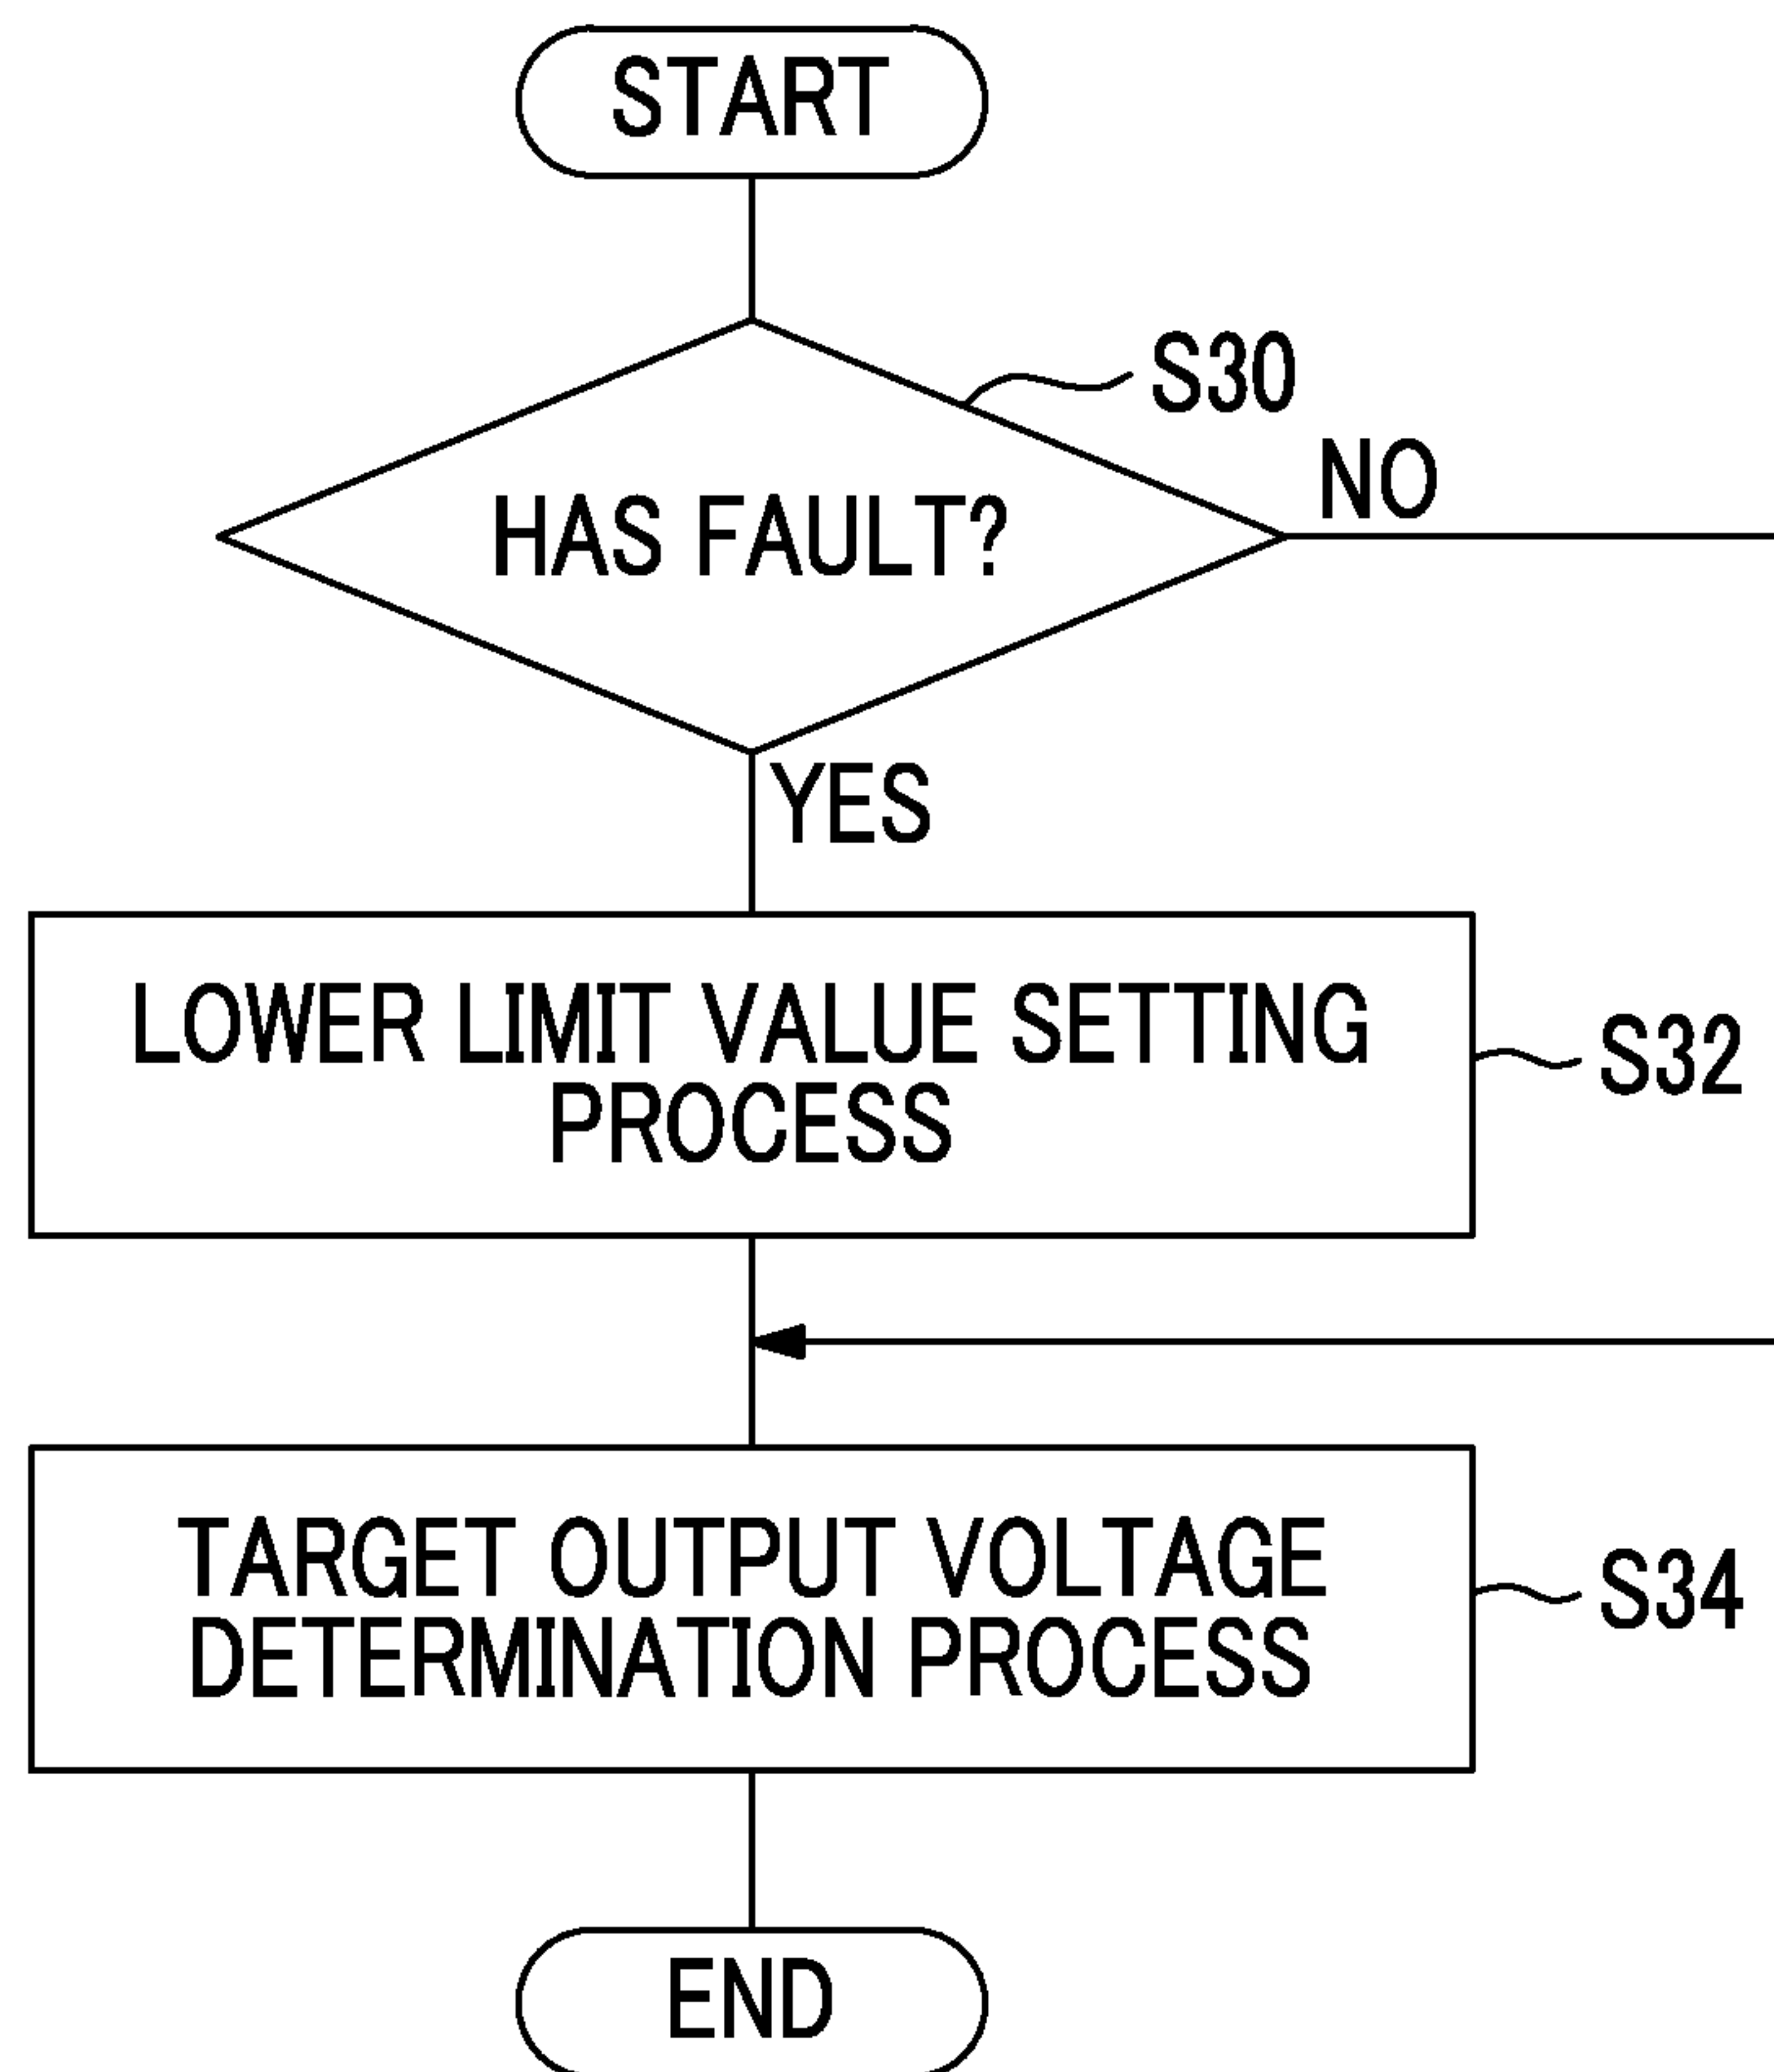 START
S30
HAS FAULT?
NO
YES
LOWER LIMIT VALUE SETTING
PROCESS
S32
TARGET OUTPUT VOLTAGE
DETERMINATION PROCESS
S34
END